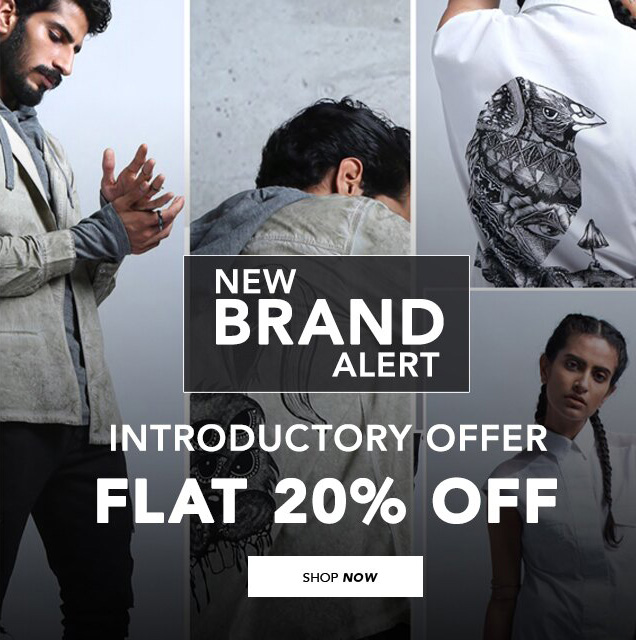 NEW
BRAND
ALERT
INTRODUCTORY OFFER
FLAT 20% OFF
SHOP NOW